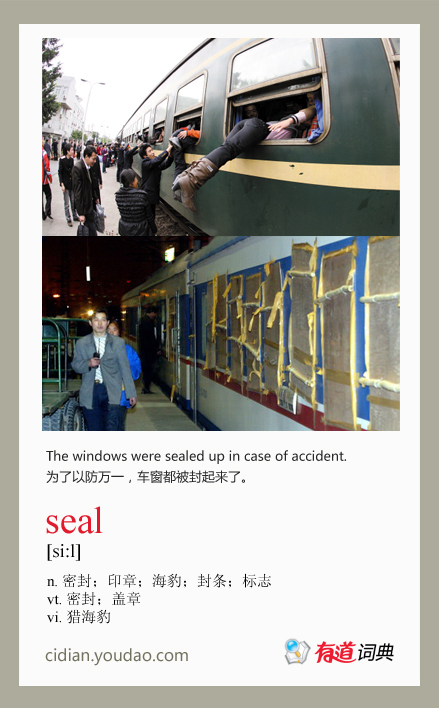 The windows were sealed up in case of accident.
为了以防万一，车窗都被封起来了。
seal
[si:l]
n. 密封；印章；海豹；封条；标志
vt. 密封；盖章
vi. 猎海豹
cidian.youdao.com
有道词典